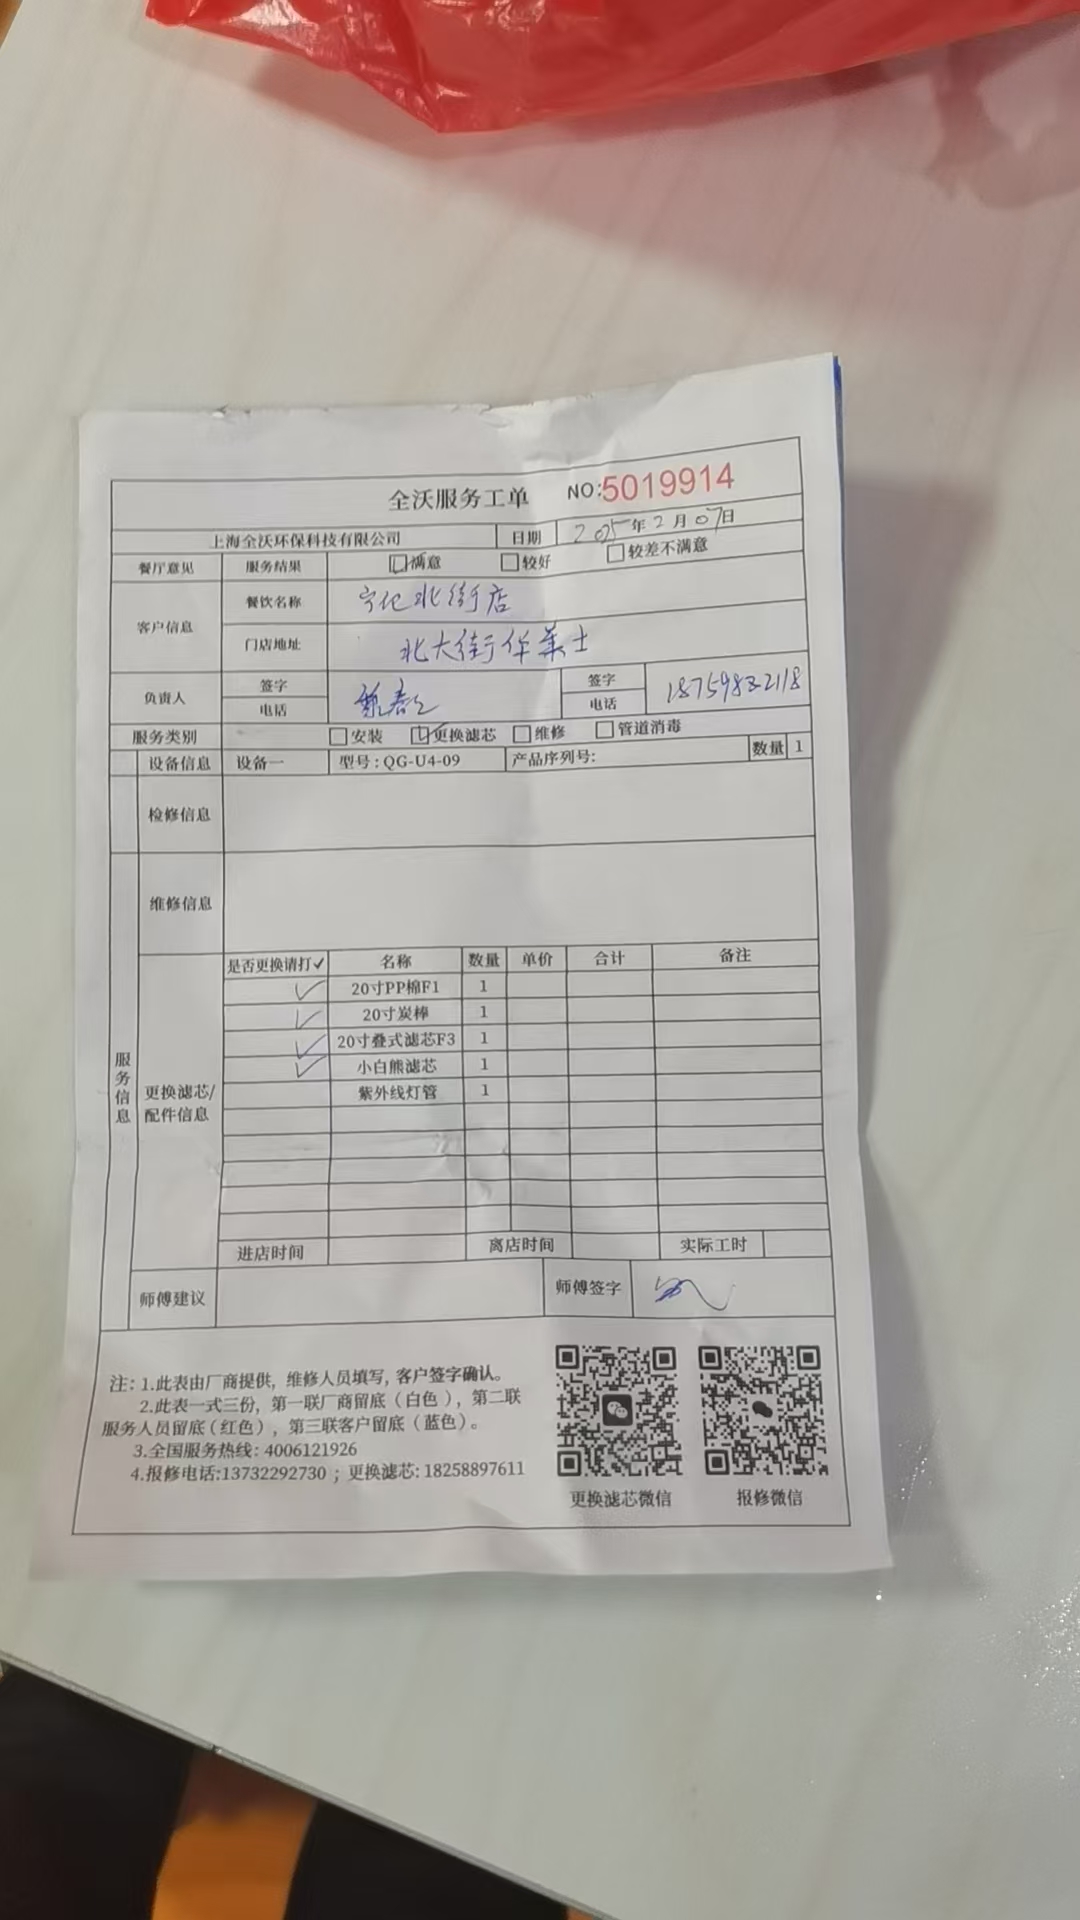 全沃服务工单 NO:5019914
上海全沃环保科技有限公司 日期 2025年2月07日
餐厅意见 服务结果 满意 较好 较差不满意
客户信息 餐饮名称 宁化北街店
门店地址 北大街华莱士
负责人 签字 签字
电话 电话 18759832118
服务类别 安装 更换滤芯 维修 管道消毒
设备信息 设备一 型号:QG-U4-09 产品序列号: 数量 1
检修信息
维修信息
服务信息
更换滤芯/配件信息
是否更换请打✓ 名称 数量 单价 合计 备注
✓ 20寸PP棉F1 1
✓ 20寸炭棒 1
✓ 20寸叠式滤芯F3 1
✓ 小白熊滤芯 1
紫外线灯管 1
进店时间 离店时间 实际工时
师傅建议 师傅签字
注: 1.此表由厂商提供, 维修人员填写, 客户签字确认。
2.此表一式三份, 第一联厂商留底(白色), 第二联
服务人员留底(红色), 第三联客户留底(蓝色)。
3.全国服务热线: 4006121926
4.报修电话:13732292730 ; 更换滤芯: 18258897611
更换滤芯微信 报修微信